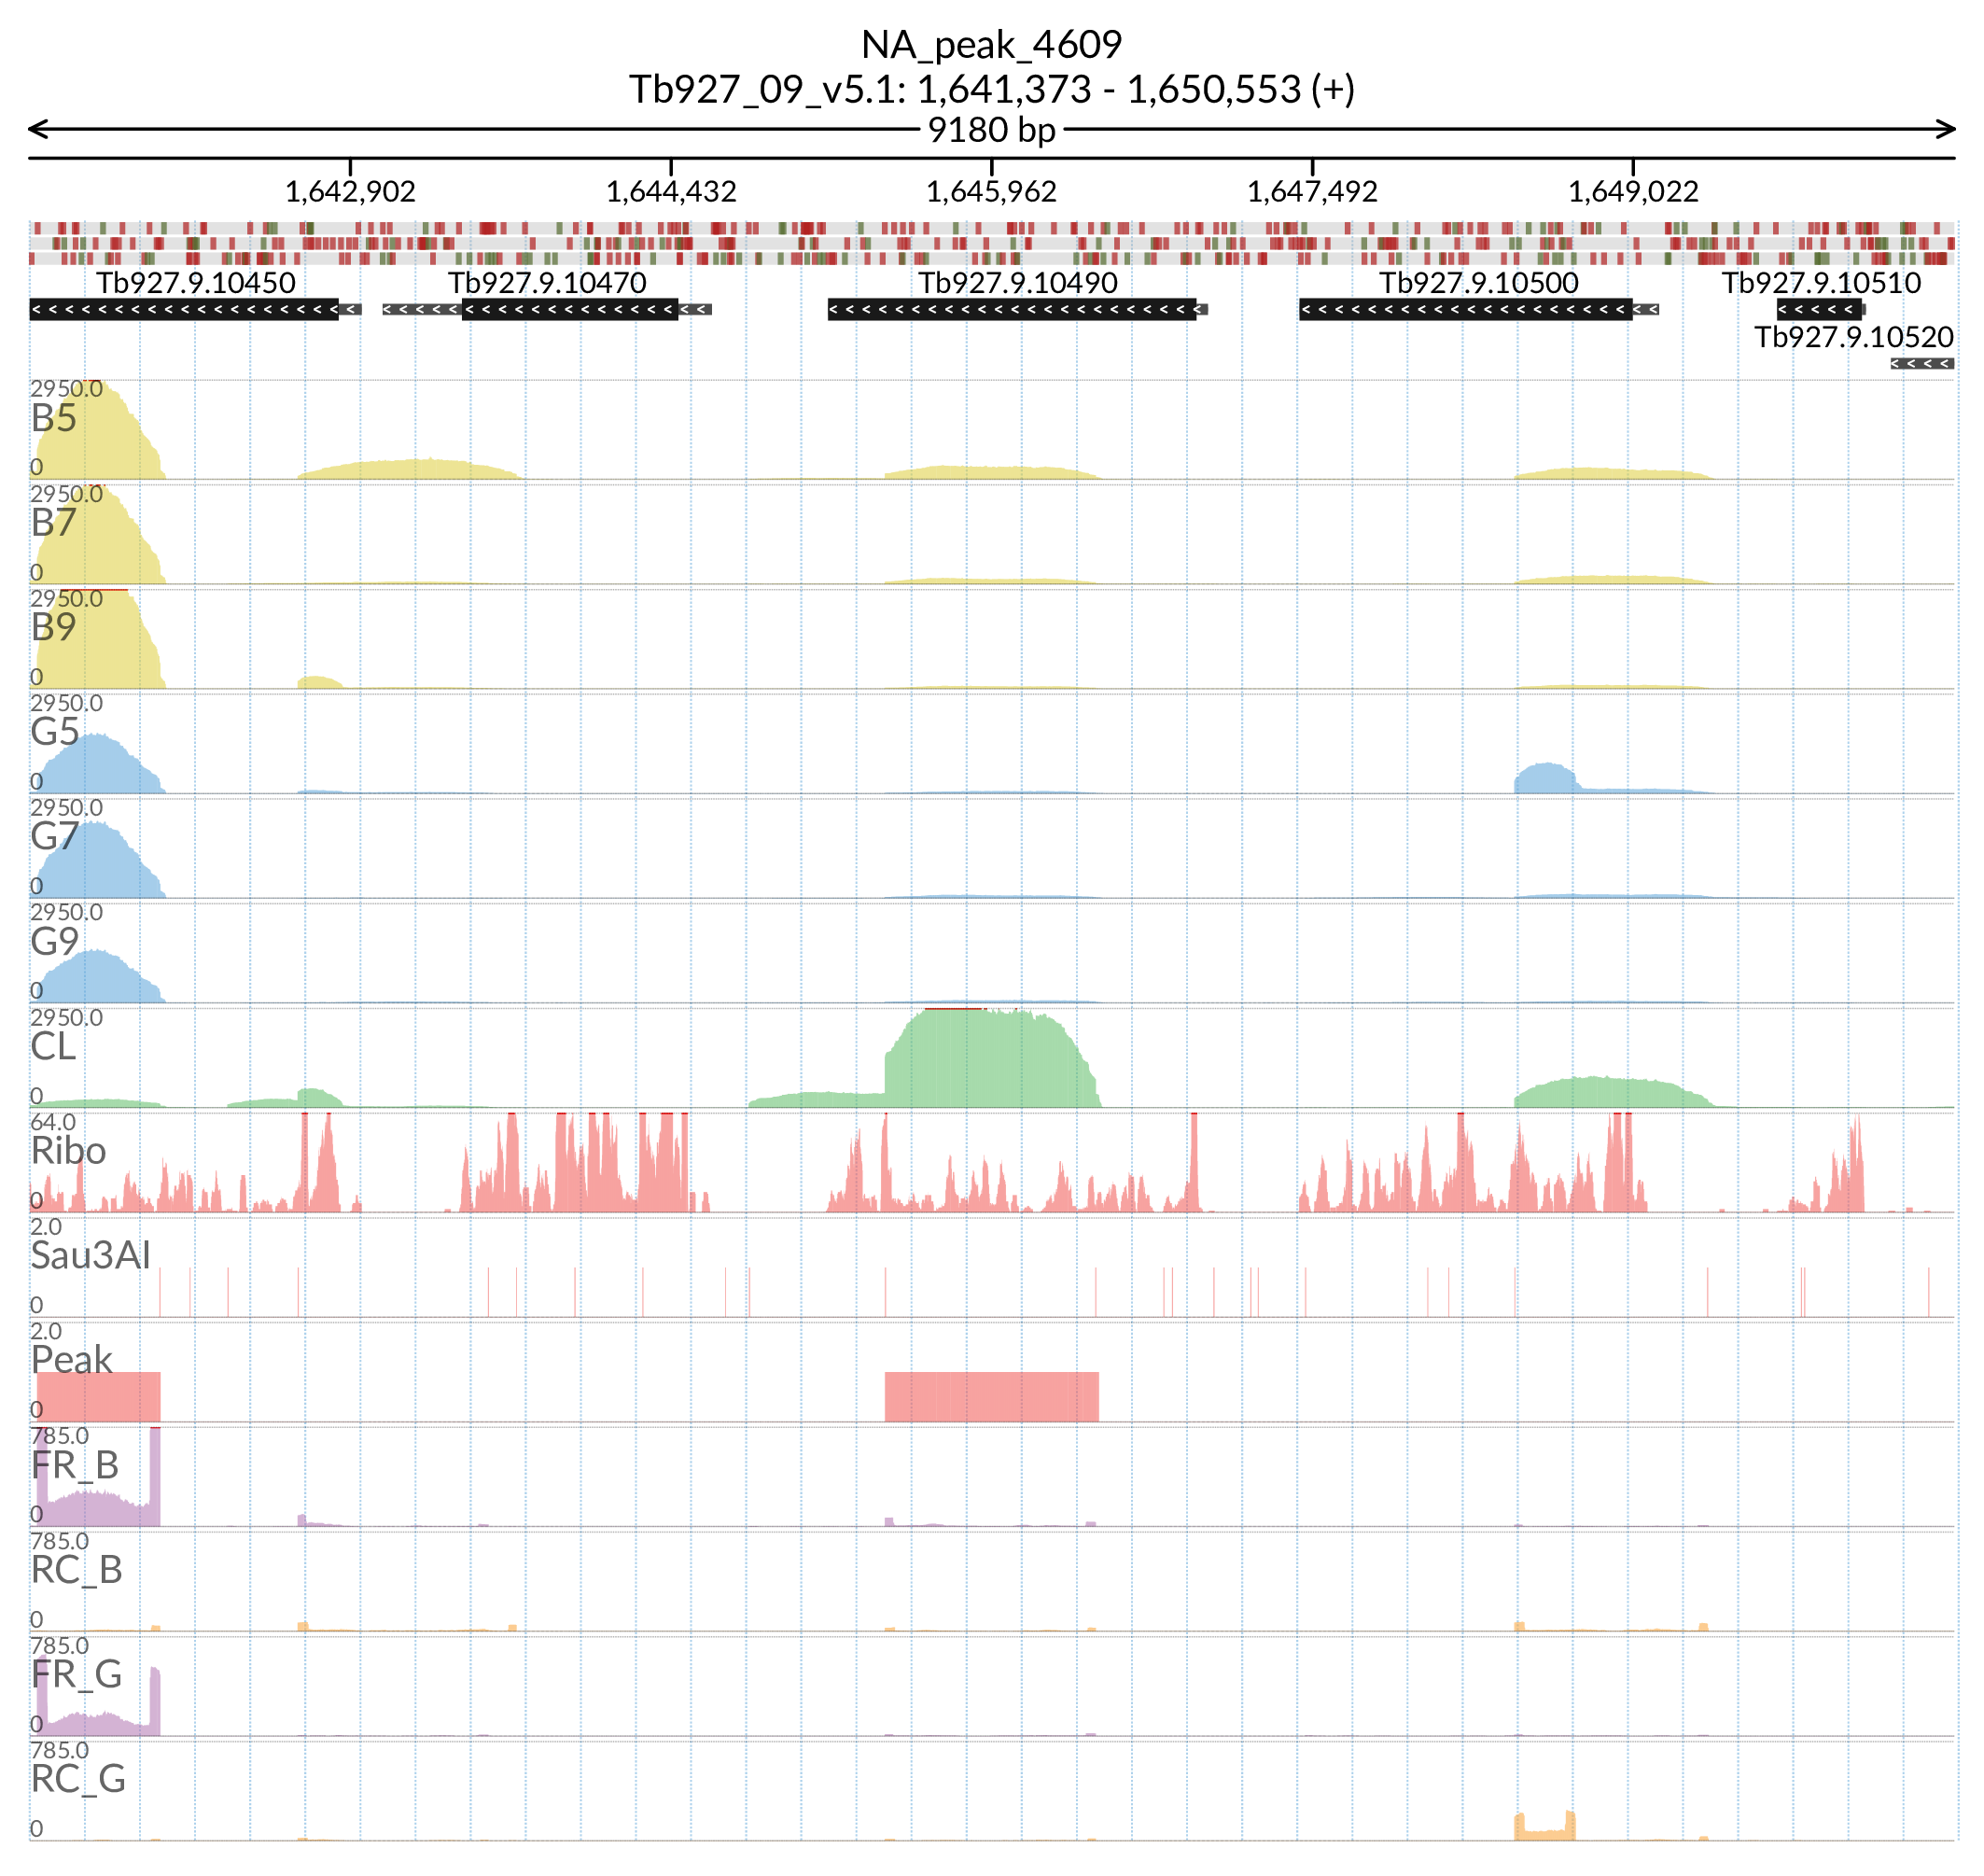 NA_peak_4609
Tb927_09_v5.1: 1,641,373 - 1,650,553 (+)
9180 bp
1,642,902 1,644,432 1,645,962 1,647,492 1,649,022
Tb927.9.10450 Tb927.9.10470 Tb927.9.10490 Tb927.9.10500 Tb927.9.10510
Tb927.9.10520
2950.0
B5
0
2950.0
B7
0
2950.0
B9
0
2950.0
G5
0
2950.0
G7
0
2950.0
G9
0
2950.0
CL
0
64.0
Ribo
0
2.0
Sau3AI
0
2.0
Peak
0
785.0
FR_B
0
785.0
RC_B
0
785.0
FR_G
0
785.0
RC_G
0